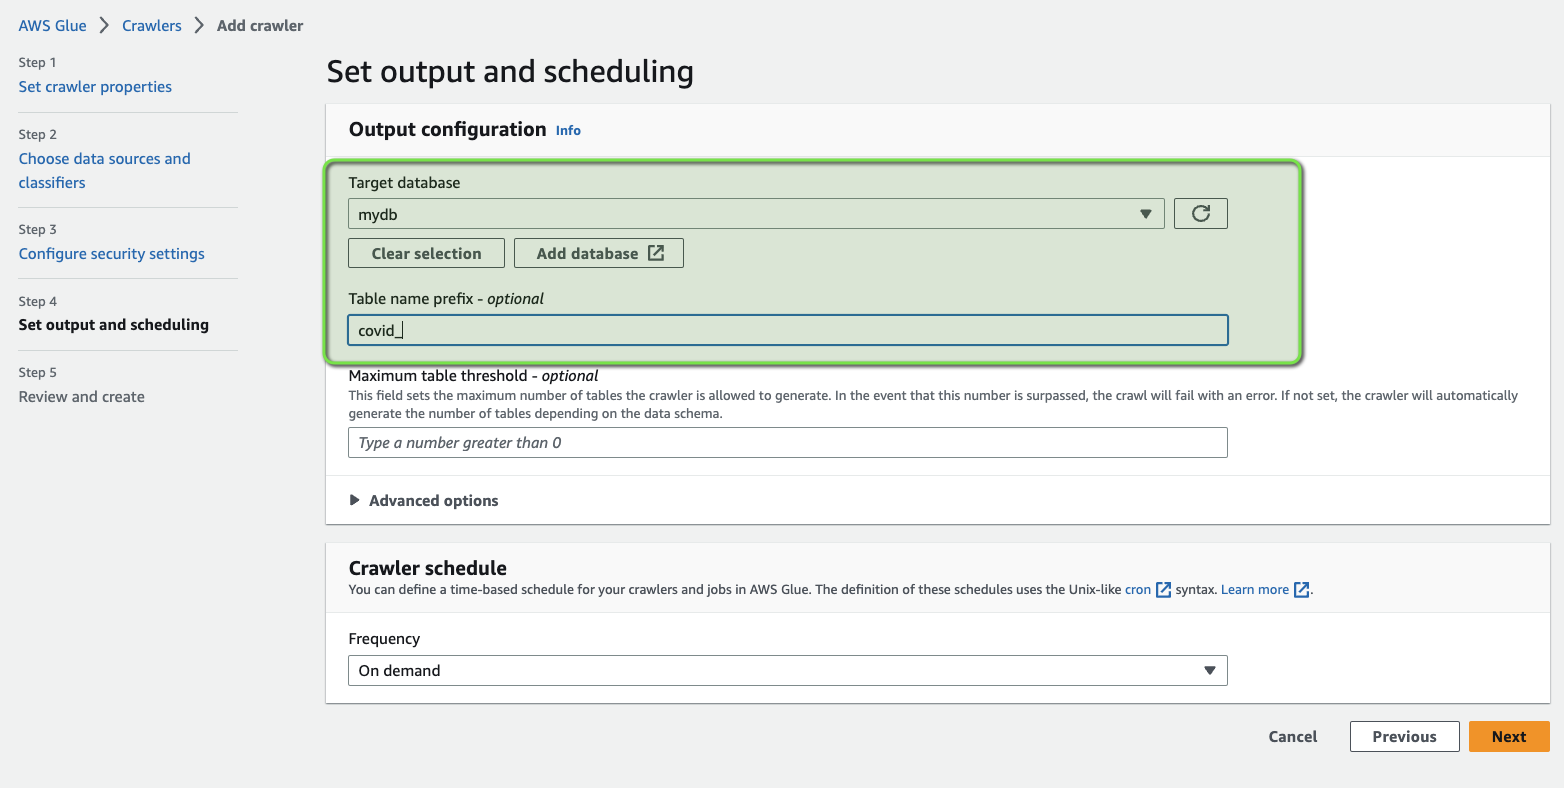 AWS Glue > Crawlers > Add crawler
Step 1
Set crawler properties
Step 2
Choose data sources and
classifiers
Step 3
Configure security settings
Step 4
Set output and scheduling
Step 5
Review and create
Set output and scheduling
Output configuration Info
Target database
mydb
Clear selection
Add database
Table name prefix - optional
covid_
Maximum table threshold - optional
This field sets the maximum number of tables the crawler is allowed to generate. In the event that this number is surpassed, the crawl will fail with an error. If not set, the crawler will automatically
generate the number of tables depending on the data schema.
Type a number greater than 0
Advanced options
Crawler schedule
You can define a time-based schedule for your crawlers and jobs in AWS Glue. The definition of these schedules uses the Unix-like cron syntax. Learn more.
Frequency
On demand
Cancel
Previous
Next